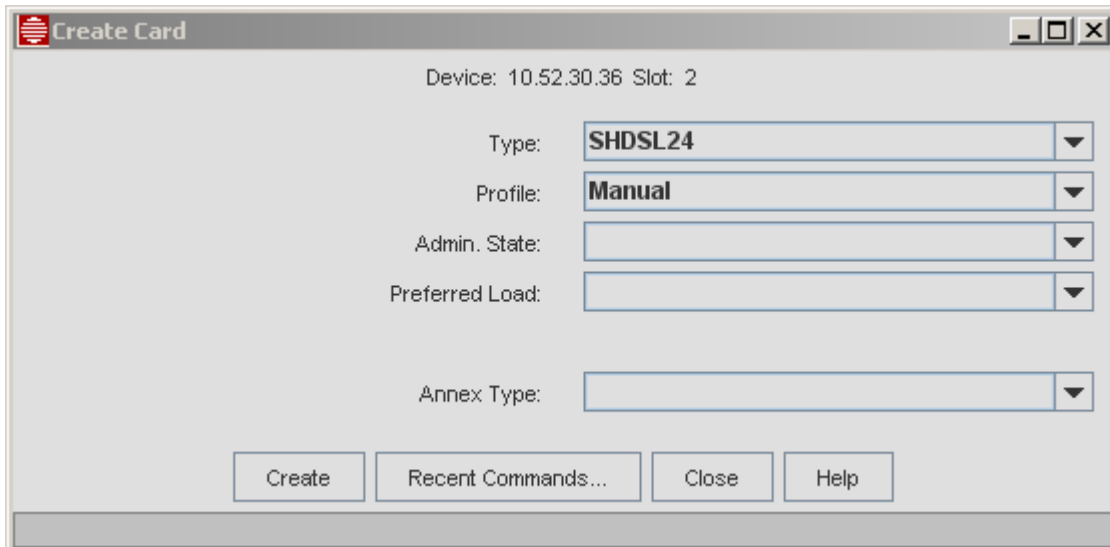 Create Card
Device: 10.52.30.36 Slot: 2
Type: SHDSL24
Profile: Manual
Admin. State:
Preferred Load:
Annex Type:
Create Recent Commands... Close Help